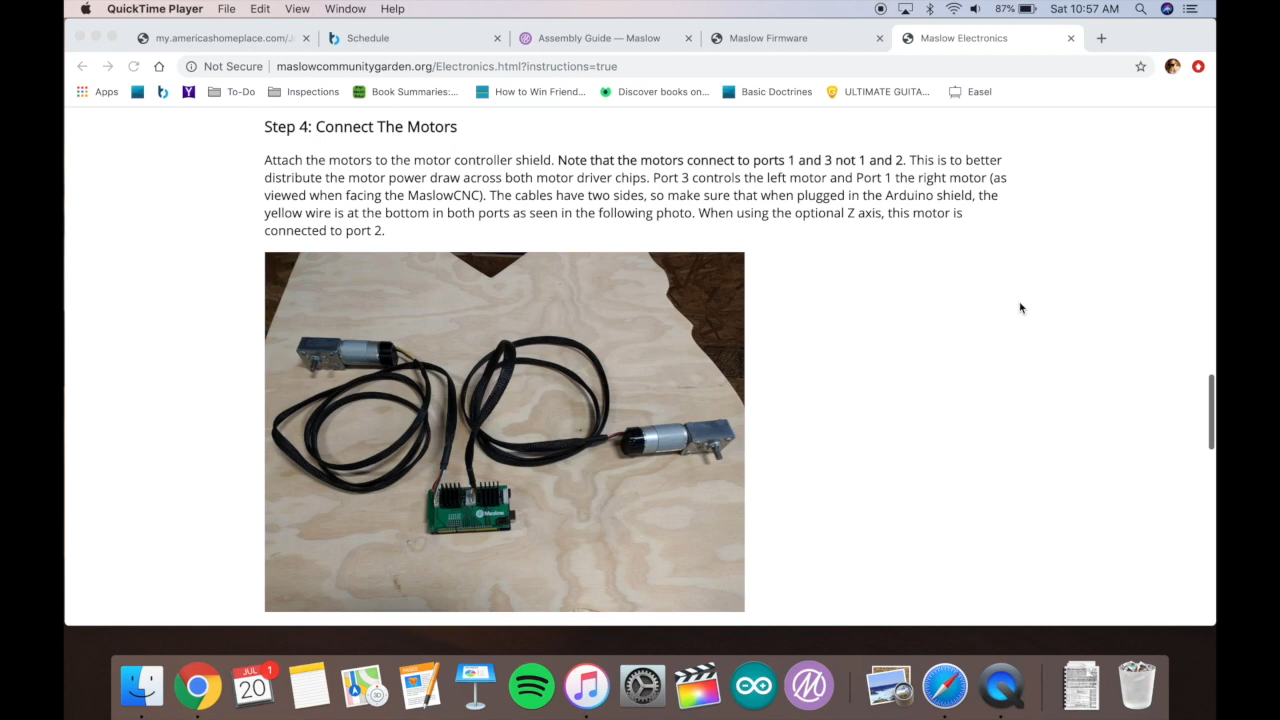 QuickTime Player File Edit View Window Help 87% Sat 10:57 AM
my.americashomeplace.com/J Schedule Assembly Guide — Maslow Maslow Firmware Maslow Electronics
Not Secure maslowcommunitygarden.org/Electronics.html?instructions=true
Apps To-Do Inspections Book Summaries:... How to Win Friend... Discover books on... Basic Doctrines ULTIMATE GUITA... Easel
Step 4: Connect The Motors
Attach the motors to the motor controller shield. Note that the motors connect to ports 1 and 3 not 1 and 2. This is to better
distribute the motor power draw across both motor driver chips. Port 3 controls the left motor and Port 1 the right motor (as
viewed when facing the MaslowCNC). The cables have two sides, so make sure that when plugged in the Arduino shield, the
yellow wire is at the bottom in both ports as seen in the following photo. When using the optional Z axis, this motor is
connected to port 2.
Maslow
JUL 1
20